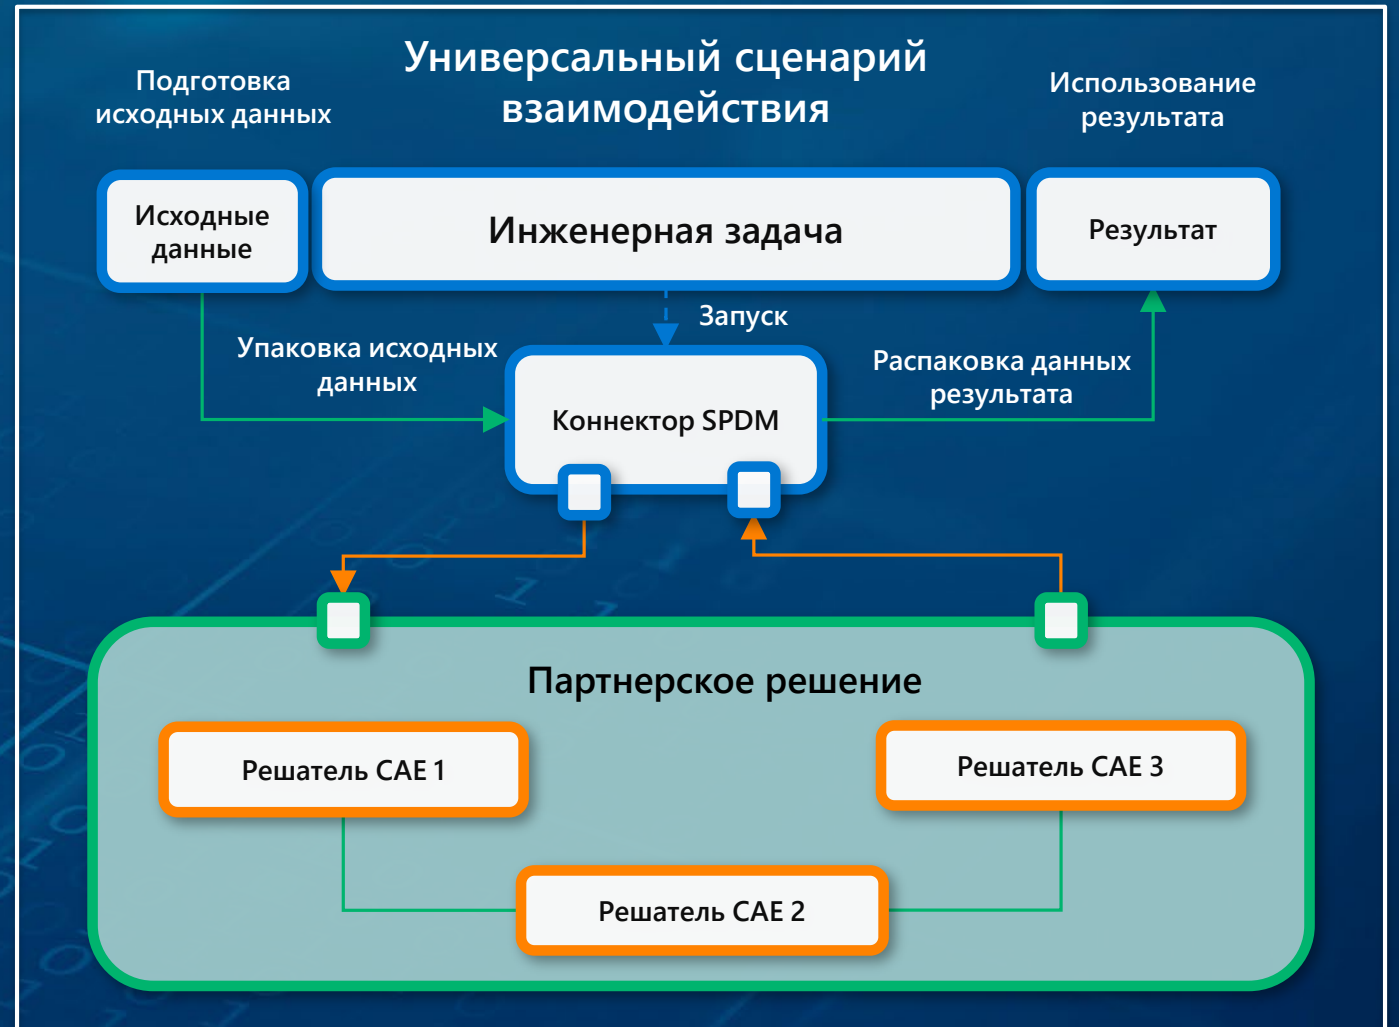 Универсальный сценарий
взаимодействия
Подготовка
исходных данных
Использование
результата
Исходные
данные
Инженерная задача
Результат
Запуск
Упаковка исходных
данных
Распаковка данных
результата
Коннектор SPDM
Партнерское решение
Решатель CAE 1
Решатель CAE 3
Решатель CAE 2